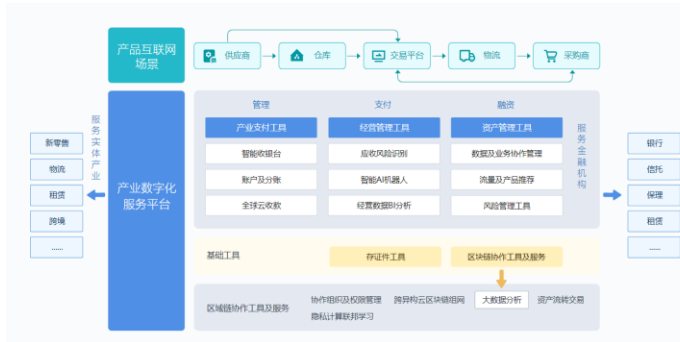 产品互联网
场景
供应商
仓库
交易平台
物流
采购商
服务实体产业
新零售
物流
租赁
跨境
......
产业数字化
服务平台
管理
支付
融资
产业支付工具
经营管理工具
资产管理工具
智能收银台
应收风险识别
数据及业务协作管理
账户及分账
智能AI机器人
流量及产品推荐
全球云收款
经营数据BI分析
风险管理工具
服务金融机构
银行
信托
保理
租赁
......
基础工具
存证件工具
区块链协作工具及服务
区域链协作工具及服务
协作组织及权限管理
跨异构云区块链组网
大数据分析
资产流转交易
隐私计算联邦学习